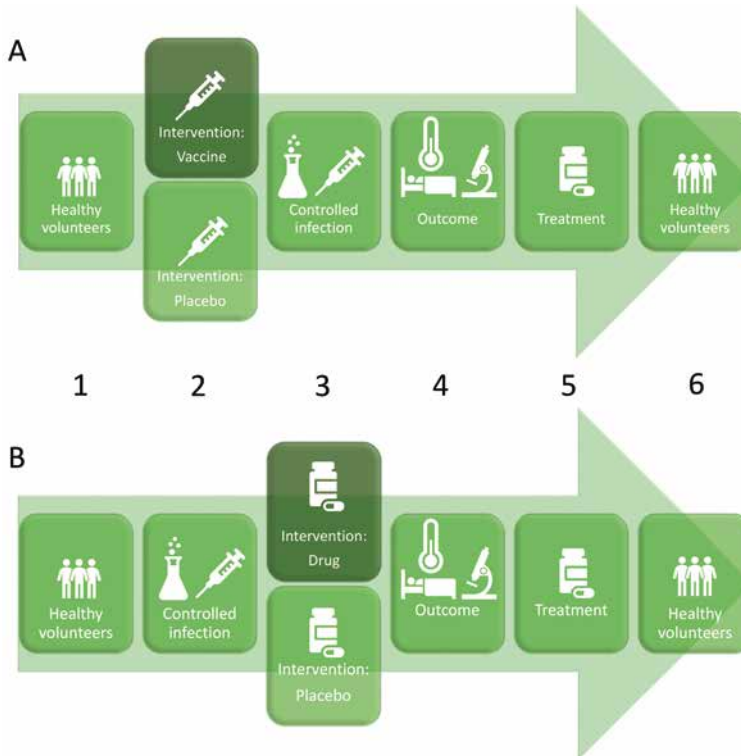 A
Healthy
volunteers
Intervention:
Vaccine
Intervention:
Placebo
Controlled
infection
Outcome
Treatment
Healthy
volunteers
1 2 3 4 5 6
B
Healthy
volunteers
Controlled
infection
Intervention:
Drug
Intervention:
Placebo
Outcome
Treatment
Healthy
volunteers